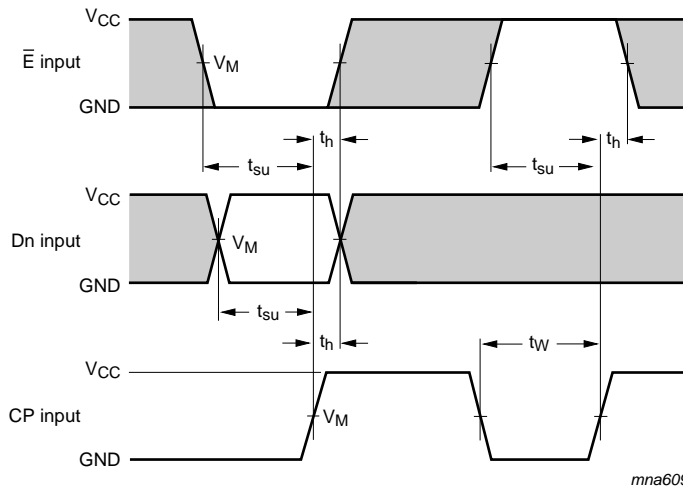 VCC
E̅ input
VM
GND
th
th
tsu
tsu
VCC
Dn input
VM
GND
tsu
th
tW
VCC
CP input
VM
GND
mna609